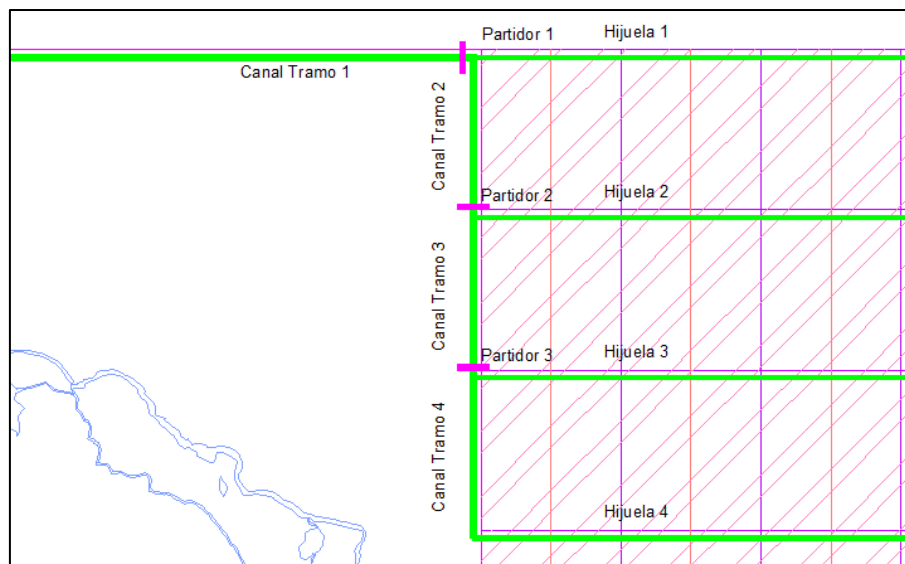 Partidor 1
Hijuela 1
Canal Tramo 1
Canal Tramo 2
Partidor 2
Hijuela 2
Canal Tramo 3
Partidor 3
Hijuela 3
Canal Tramo 4
Hijuela 4